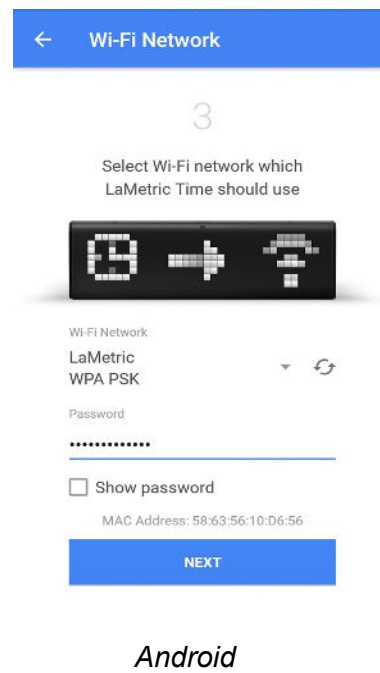 Wi-Fi Network
3
Select Wi-Fi network which
LaMetric Time should use
Wi-Fi Network
LaMetric
WPA PSK
Password
•••••••••••••
Show password
MAC Address: 58:63:56:10:D6:56
NEXT
Android